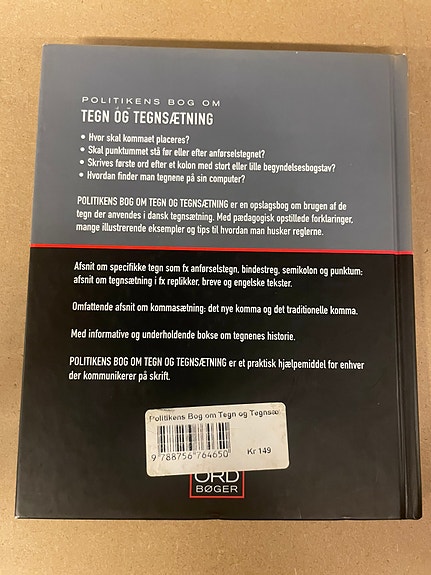 POLITIKENS BOG OM
TEGN OG TEGNSÆTNING
• Hvor skal kommaet placeres?
• Skal punktummet stå før eller efter anførselstegnet?
• Skrives første ord efter et kolon med stort eller lille begyndelsesbogstav?
• Hvordan finder man tegnene på sin computer?
POLITIKENS BOG OM TEGN OG TEGNSÆTNING er en opslagsbog om brugen af de
tegn der anvendes i dansk tegnsætning. Med pædagogisk opstillede forklaringer,
mange illustrerende eksempler og tips til hvordan man husker reglerne.
Afsnit om specifikke tegn som fx anførselstegn, bindestreg, semikolon og punktum;
afsnit om tegnsætning i fx replikker, breve og engelske tekster.
Omfattende afsnit om kommasætning: det nye komma og det traditionelle komma.
Med informative og underholdende bokse om tegnenes historie.
POLITIKENS BOG OM TEGN OG TEGNSÆTNING er et praktisk hjælpemiddel for enhver
der kommunikerer på skrift.
Politikens Bog om Tegn og Tegnsæ
9 788756 764650
Kr 149
ORD
BØGER